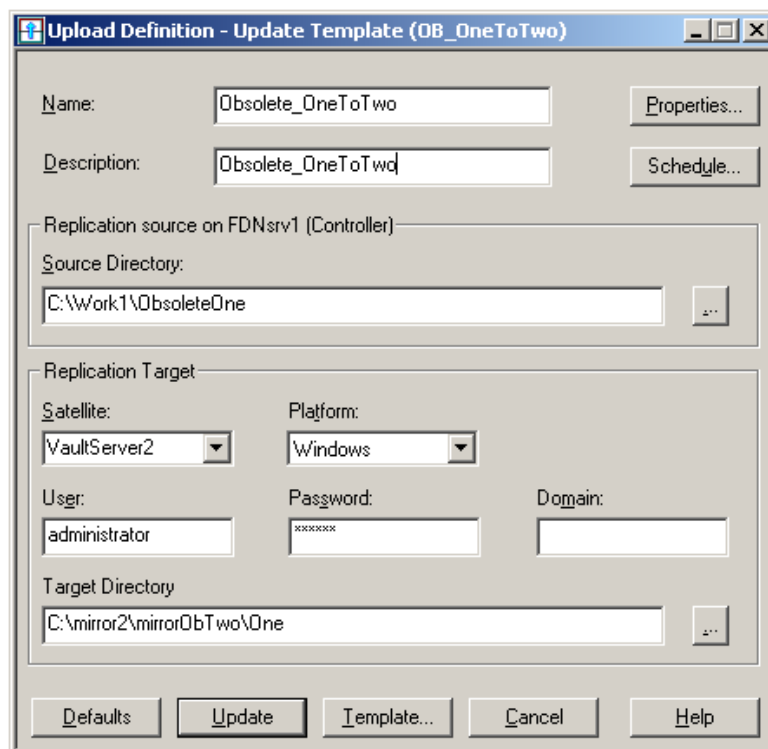 Upload Definition - Update Template (OB_OneToTwo)
Name: Obsolete_OneToTwo Properties...
Description: Obsolete_OneToTwo Schedule...
Replication source on FDNsrv1 (Controller)
Source Directory:
C:\Work1\ObsoleteOne ...
Replication Target
Satellite: Platform:
VaultServer2 Windows
User: Password: Domain:
administrator ××××××
Target Directory
C:\mirror2\mirrorObTwo\One ...
Defaults Update Template... Cancel Help